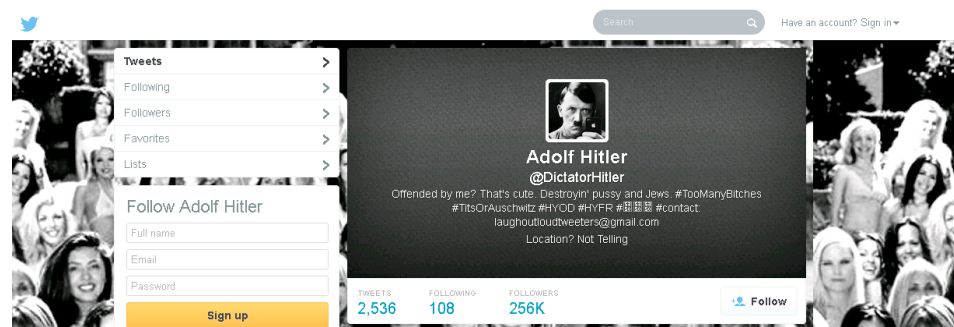 Search
Have an account? Sign in
Tweets
Following
Followers
Favorites
Lists
Follow Adolf Hitler
Full name
Email
Password
Sign up
Adolf Hitler
@DictatorHitler
Offended by me? That's cute. Destroyin' pussy and Jews. #TooManyBitches
#TitsOrAuschwitz #HYOD #HYFR # #contact:
laughoutloudtweeters@gmail.com
Location? Not Telling
TWEETS FOLLOWING FOLLOWERS
2,536 108 256K
Follow